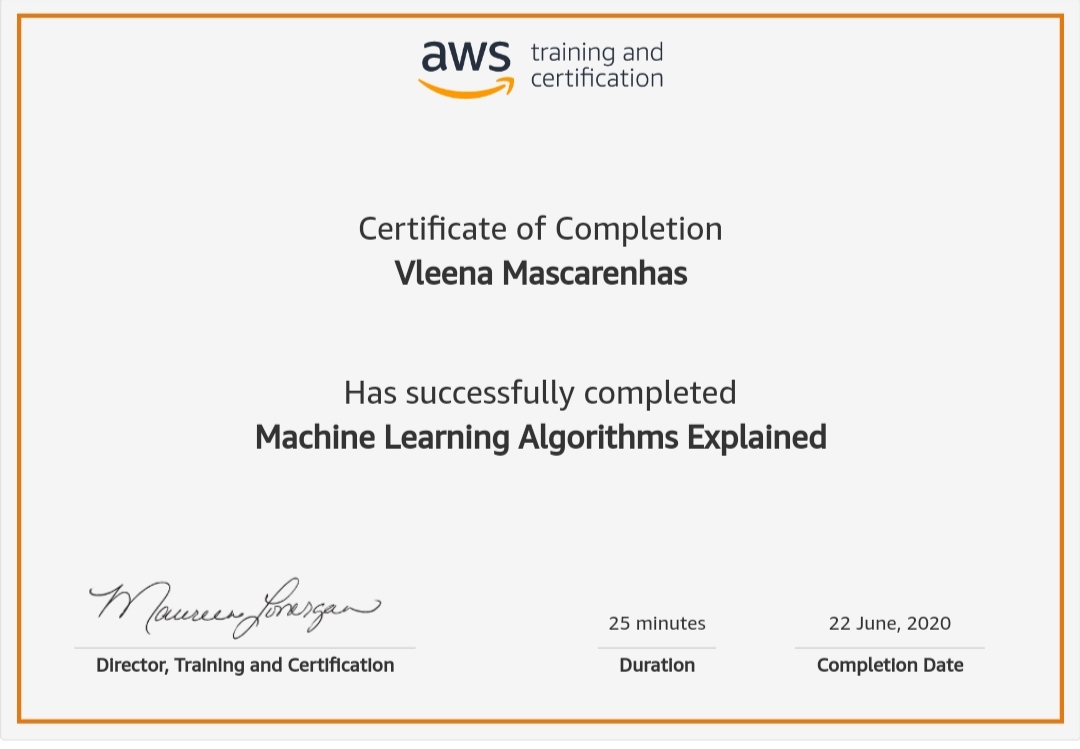 aws training and
certification
Certificate of Completion
Vleena Mascarenhas
Has successfully completed
Machine Learning Algorithms Explained
Maureen Lonergan
Director, Training and Certification
25 minutes
Duration
22 June, 2020
Completion Date